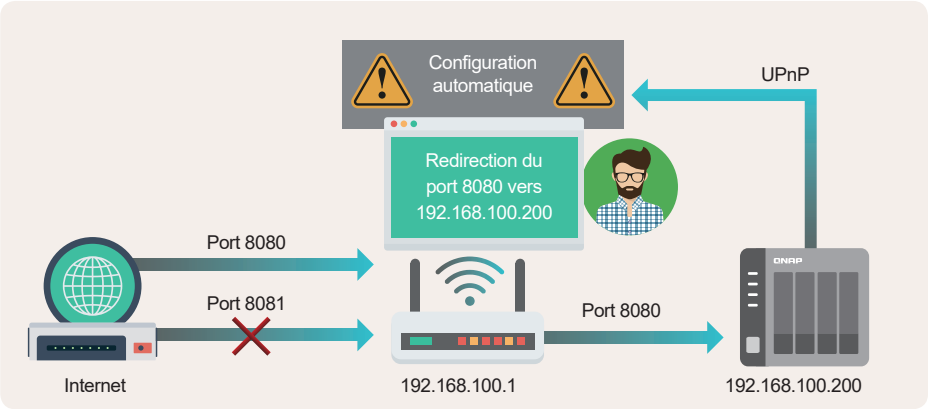 Configuration
automatique
UPnP
Redirection du
port 8080 vers
192.168.100.200
Port 8080
QNAP
Port 8081
Port 8080
Internet
192.168.100.1
192.168.100.200